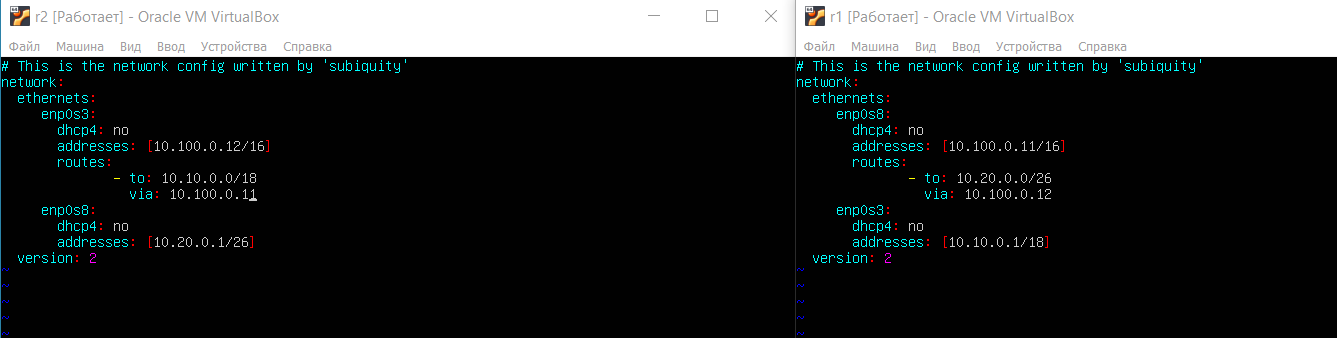 r2 [Работает] - Oracle VM VirtualBox
Файл Машина Вид Ввод Устройства Справка
# This is the network config written by 'subiquity'
network:
  ethernets:
     enp0s3:
       dhcp4: no
       addresses: [10.100.0.12/16]
       routes:
              - to: 10.10.0.0/18
                via: 10.100.0.11
     enp0s8:
       dhcp4: no
       addresses: [10.20.0.1/26]
  version: 2
~
~
~
~
~
r1 [Работает] - Oracle VM VirtualBox
Файл Машина Вид Ввод Устройства Справка
# This is the network config written by 'subiquity'
network:
  ethernets:
     enp0s8:
       dhcp4: no
       addresses: [10.100.0.11/16]
       routes:
              - to: 10.20.0.0/26
                via: 10.100.0.12
     enp0s3:
       dhcp4: no
       addresses: [10.10.0.1/18]
  version: 2
~
~
~
~
~